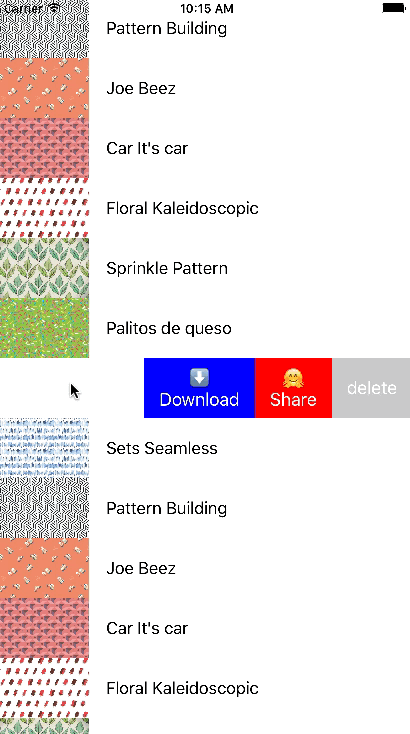 Carrier 10:15 AM
Pattern Building
Joe Beez
Car It's car
Floral Kaleidoscopic
Sprinkle Pattern
Palitos de queso
Download Share delete
Sets Seamless
Pattern Building
Joe Beez
Car It's car
Floral Kaleidoscopic